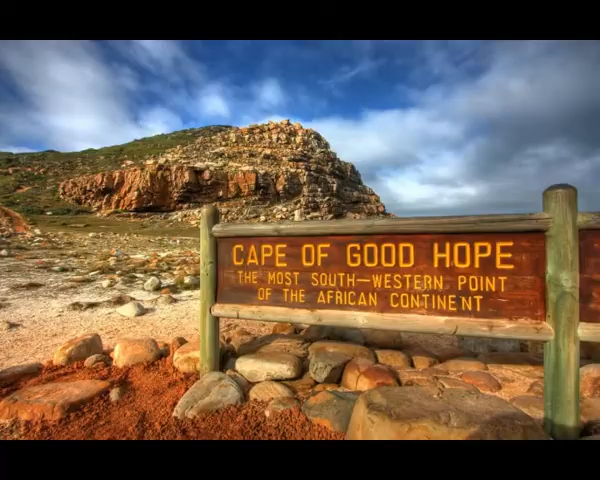 CAPE OF GOOD HOPE
THE MOST SOUTH-WESTERN POINT
OF THE AFRICAN CONTINENT